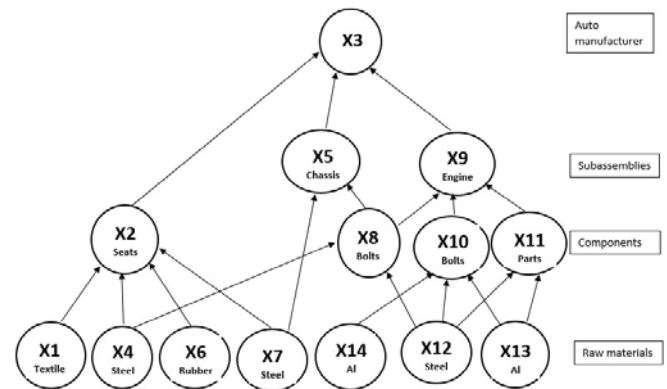 X3
Auto
manufacturer
X5
Chassis
X9
Engine
Subassemblies
X2
Seats
X8
Bolts
X10
Bolts
X11
Parts
Components
X1
Textile
X4
Steel
X6
Rubber
X7
Steel
X14
Al
X12
Steel
X13
Al
Raw materials